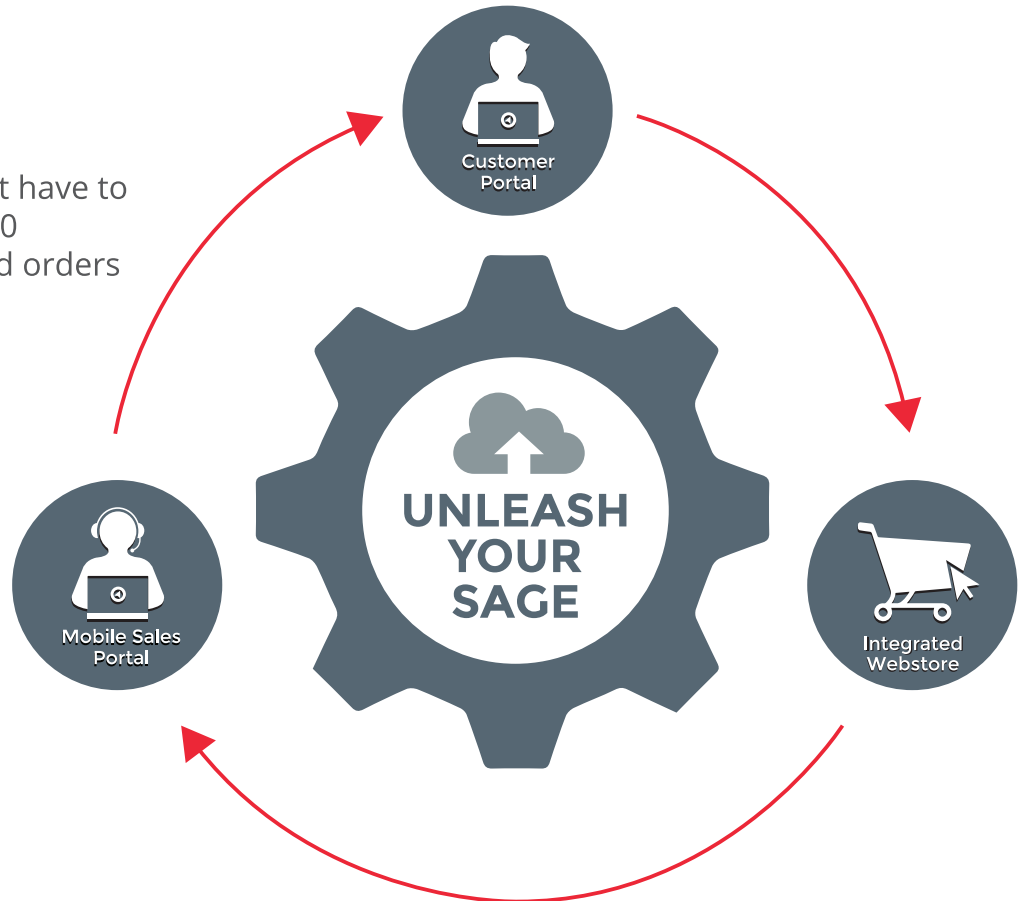 Customer
Portal
t have to
0
d orders
UNLEASH
YOUR
SAGE
Mobile Sales
Portal
Integrated
Webstore